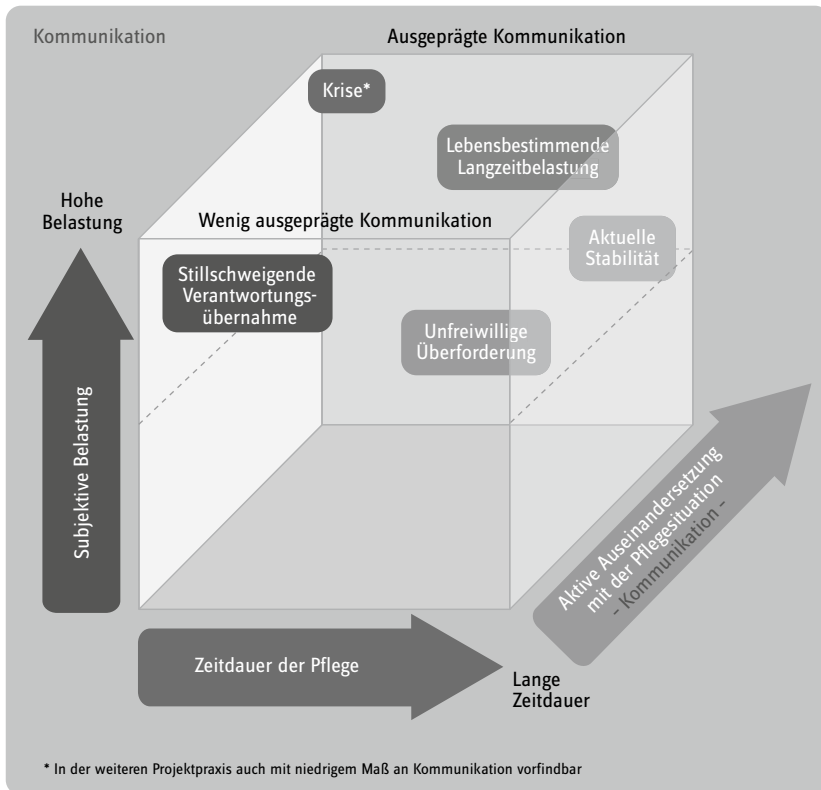 Kommunikation
Ausgeprägte Kommunikation
Krise*
Lebensbestimmende
Langzeitbelastung
Hohe
Belastung
Wenig ausgeprägte Kommunikation
Aktuelle
Stabilität
Stillschweigende
Verantwortungs-
übernahme
Unfreiwillige
Überforderung
Subjektive Belastung
Aktive Auseinandersetzung
mit der Pflegesituation
- Kommunikation -
Zeitdauer der Pflege
Lange
Zeitdauer
* In der weiteren Projektpraxis auch mit niedrigem Maß an Kommunikation vorfindbar